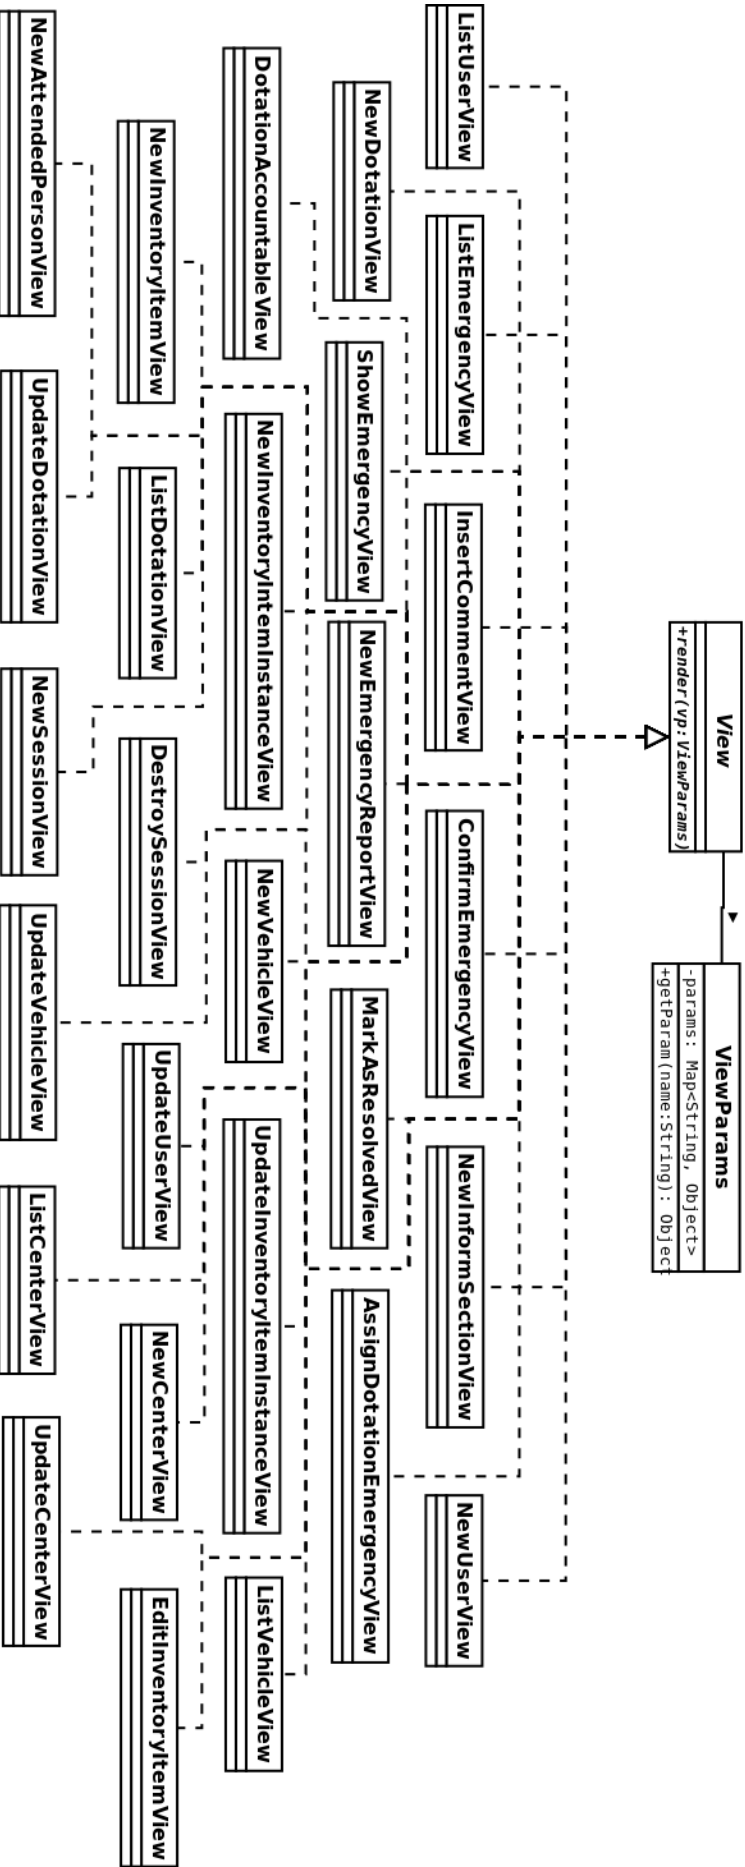 View
+render(vp:ViewParams)
ViewParams
-params: Map<String, Object>
+getParam(name:String): Object
ListUserView
ListEmergencyView
InsertCommentView
ConfirmEmergencyView
NewInformSectionView
NewUserView
NewDotationView
ShowEmergencyView
NewEmergencyReportView
MarkAsResolvedView
AssignDotationEmergencyView
DotationAccountableView
NewInventoryIntemInstanceView
NewVehicleView
UpdateInventoryItemInstanceView
ListVehicleView
NewInventoryItemView
ListDotationView
DestroySessionView
UpdateUserView
NewCenterView
EditInventoryItemView
NewAttendedPersonView
UpdateDotationView
NewSessionView
UpdateVehicleView
ListCenterView
UpdateCenterView